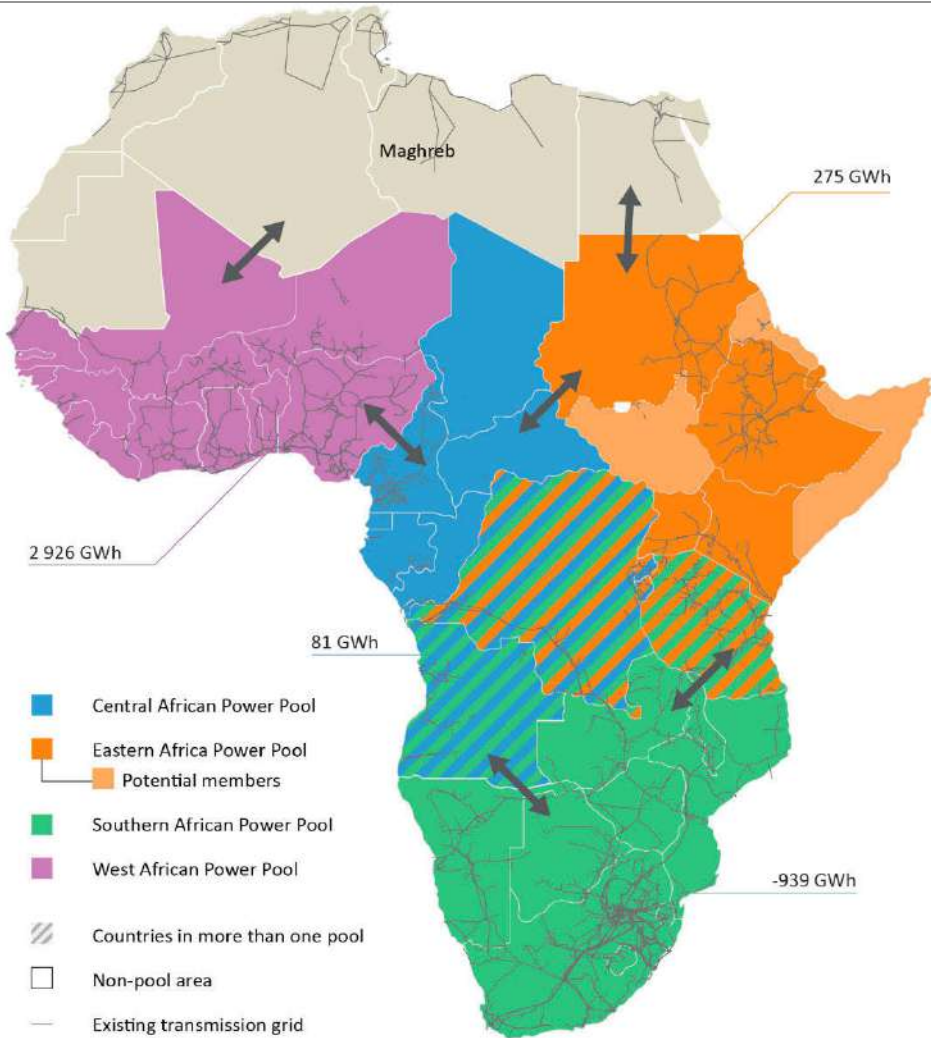 Maghreb
275 GWh
2 926 GWh
81 GWh
-939 GWh
Central African Power Pool
Eastern Africa Power Pool
Potential members
Southern African Power Pool
West African Power Pool
Countries in more than one pool
Non-pool area
Existing transmission grid